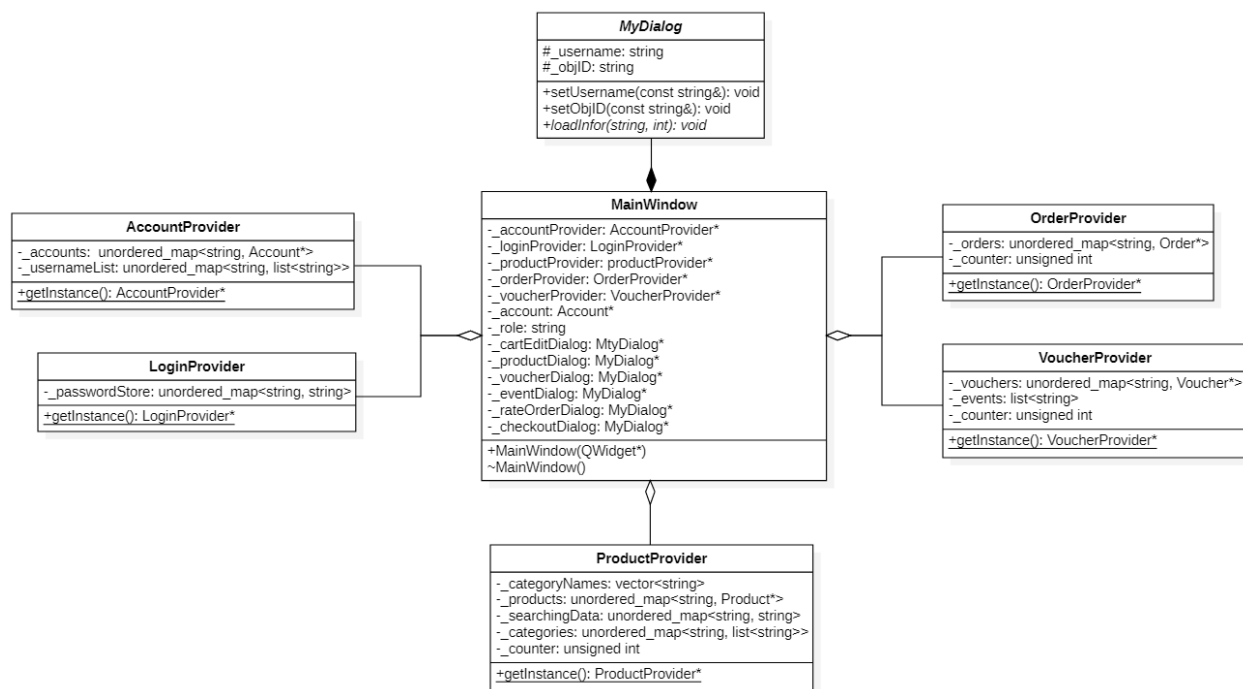 MyDialog
#_username: string
#_objID: string
+setUsername(const string&): void
+setObjID(const string&): void
+loadInfor(string, int): void
AccountProvider
-_accounts: unordered_map<string, Account*>
-_usernameList: unordered_map<string, list<string>>
+getInstance(): AccountProvider*
LoginProvider
-_passwordStore: unordered_map<string, string>
+getInstance(): LoginProvider*
MainWindow
-_accountProvider: AccountProvider*
-_loginProvider: LoginProvider*
-_productProvider: productProvider*
-_orderProvider: OrderProvider*
-_voucherProvider: VoucherProvider*
-_account: Account*
-_role: string
-_cartEditDialog: MtyDialog*
-_productDialog: MyDialog*
-_voucherDialog: MyDialog*
-_eventDialog: MyDialog*
-_rateOrderDialog: MyDialog*
-_checkoutDialog: MyDialog*
+MainWindow(QWidget*)
~MainWindow()
OrderProvider
-_orders: unordered_map<string, Order*>
-_counter: unsigned int
+getInstance(): OrderProvider*
VoucherProvider
-_vouchers: unordered_map<string, Voucher*>
-_events: list<string>
-_counter: unsigned int
+getInstance(): VoucherProvider*
ProductProvider
-_categoryNames: vector<string>
-_products: unordered_map<string, Product*>
-_searchingData: unordered_map<string, string>
-_categories: unordered_map<string, list<string>>
-_counter: unsigned int
+getInstance(): ProductProvider*